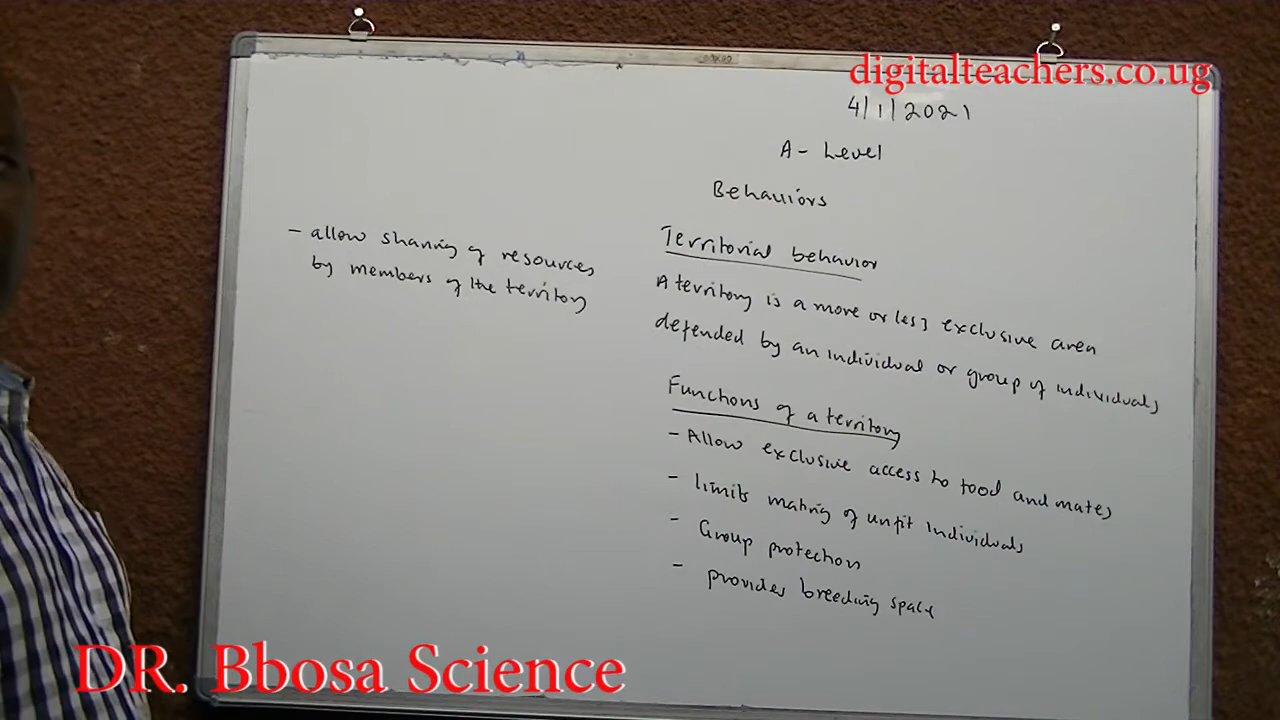 digitalteachers.co.ug
4/1/2021
A - Level
Behaviors
Territorial behavior
A territory is a more or less exclusive area
defended by an individual or group of individuals
Functions of a territory
- Allow exclusive access to food and mates
- limits mating of unfit individuals
- Group protection
- provides breeding space
- allow sharing of resources
by members of the territory
DR. Bbosa Science